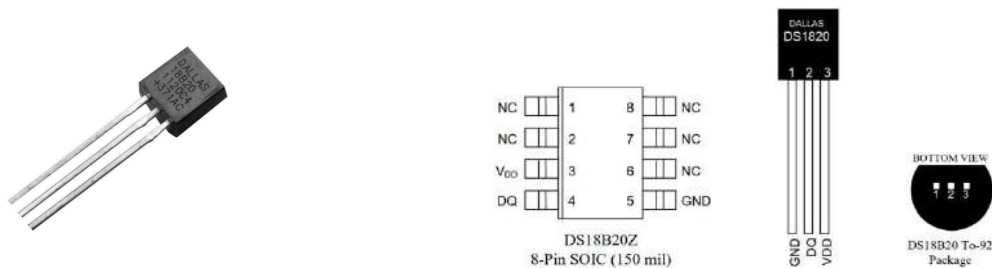 DALLAS
18B20
1120C4
+371AC
NC 1 8 NC
NC 2 7 NC
VDD 3 6 NC
DQ 4 5 GND
DS18B20Z
8-Pin SOIC (150 mil)
DALLAS
DS1820
1 2 3
GND DQ VDD
BOTTOM VIEW
1 2 3
DS18B20 To-92
Package